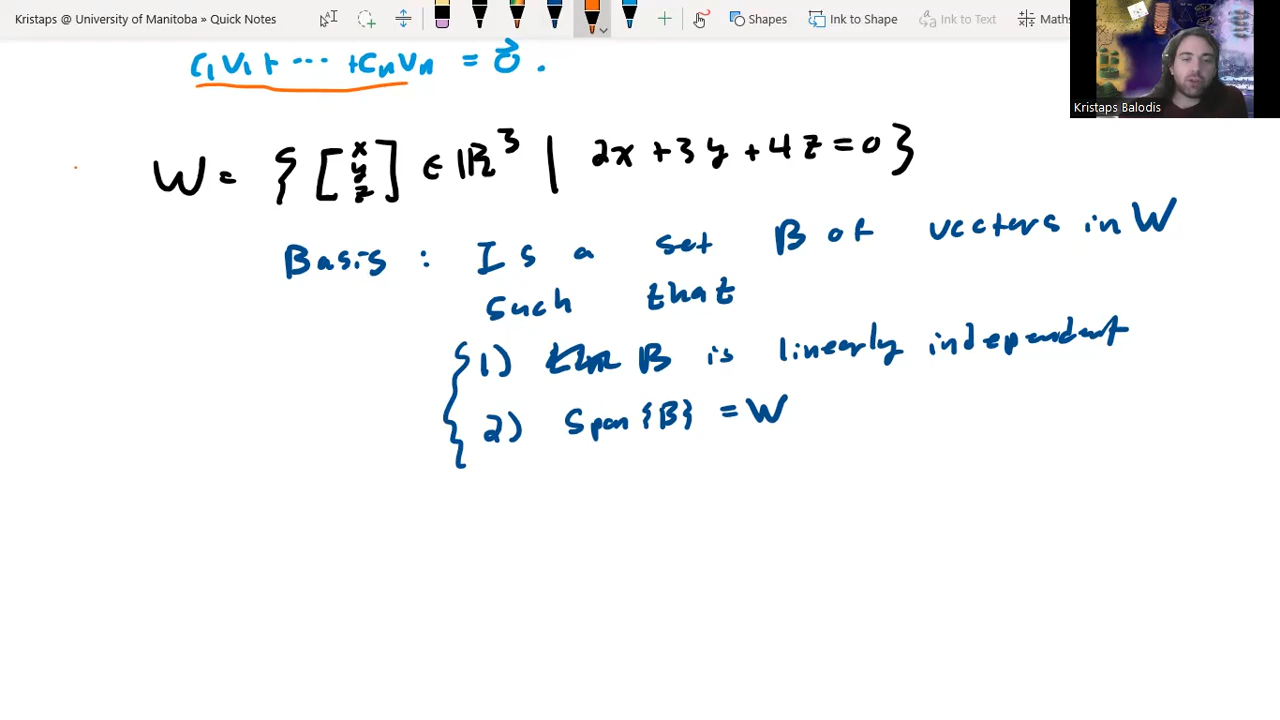 Kristaps @ University of Manitoba » Quick Notes
Shapes
Ink to Shape
Ink to Text
Maths
Kristaps Balodis
c₁v₁+ ··· +cₙvₙ = 0⃗ .
W = { [x y z] ∈ ℝ³ | 2x +3y +4z = 0 }
Basis : Is a set B of vectors in W
such that
1) B is linearly independent
2) Span{B} = W